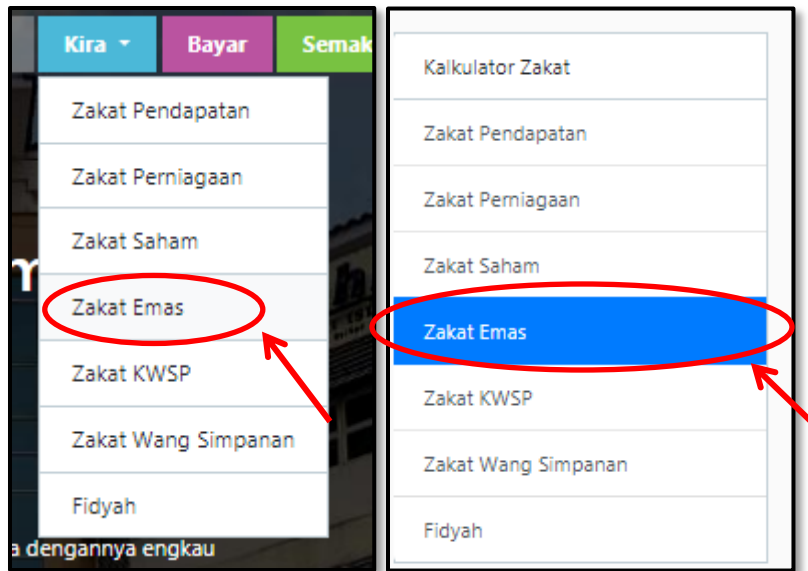 Kira Bayar Semak
Zakat Pendapatan
Zakat Perniagaan
Zakat Saham
Zakat Emas
Zakat KWSP
Zakat Wang Simpanan
Fidyah
a dengannya engkau
Kalkulator Zakat
Zakat Pendapatan
Zakat Perniagaan
Zakat Saham
Zakat Emas
Zakat KWSP
Zakat Wang Simpanan
Fidyah